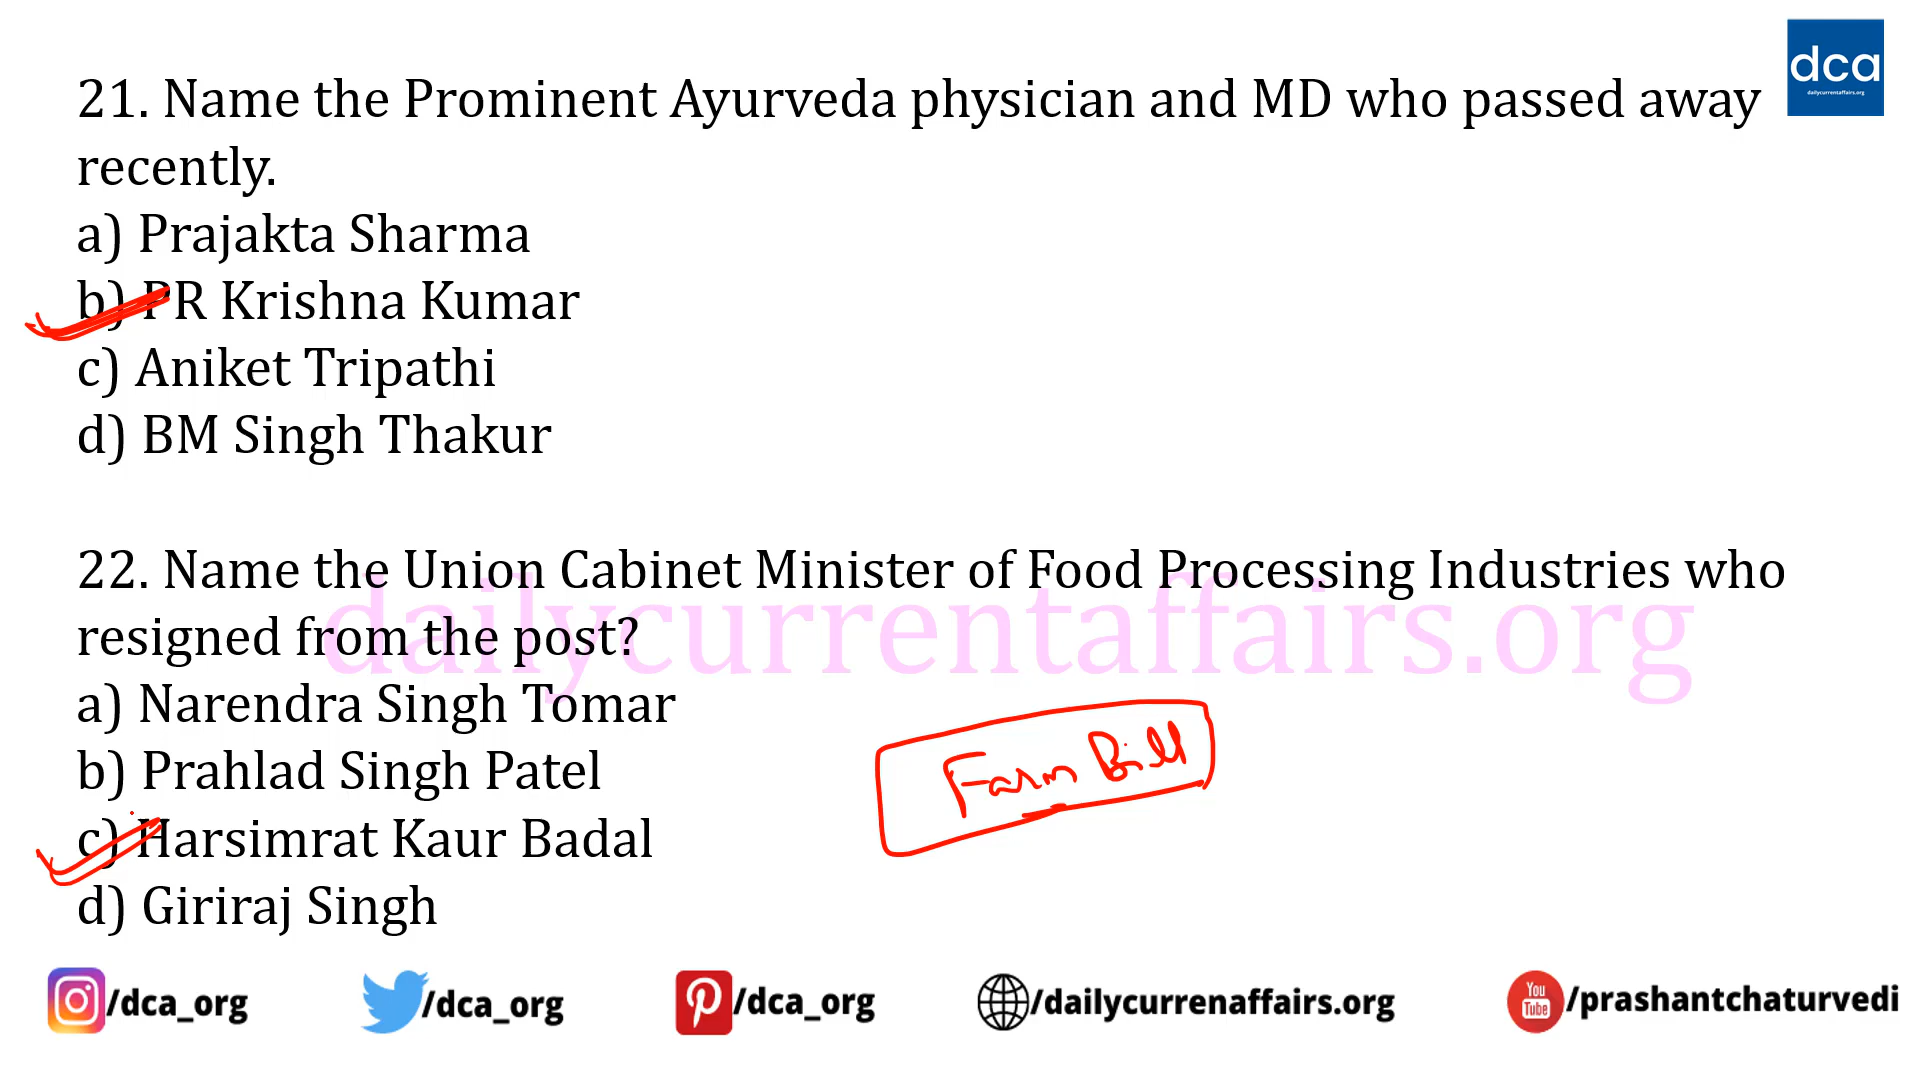 dca
dailycurrentaffairs.org
21. Name the Prominent Ayurveda physician and MD who passed away
recently.
a) Prajakta Sharma
b) PR Krishna Kumar
c) Aniket Tripathi
d) BM Singh Thakur
22. Name the Union Cabinet Minister of Food Processing Industries who
resigned from the post?
dailycurrentaffairs.org
a) Narendra Singh Tomar
b) Prahlad Singh Patel
Farm Bill
c) Harsimrat Kaur Badal
d) Giriraj Singh
/dca_org
/dca_org
/dca_org
/dailycurrenaffairs.org
You
Tube
/prashantchaturvedi